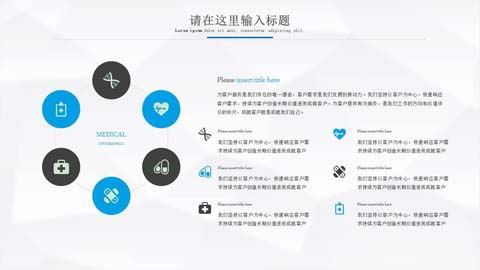 请在这里输入标题
Lorem ipsum dolor sit amet, consectetur adipiscing elit.
MEDICAL
INFOGRAPHICS
Please insert title here
为客户服务是我们存在的唯一理由，客户需求是我们发展的原动力。我们坚持以客户为中心，快速响应客户需求，持续为客户创造长期价值进而成就客户。为客户提供有效服务，是我们工作的方向和价值评价的标尺，成就客户就是成就我们自己。
Please insert title here
我们坚持以客户为中心，快速响应客户需求持续为客户创造长期价值进而成就客户
Please insert title here
我们坚持以客户为中心，快速响应客户需求持续为客户创造长期价值进而成就客户
Please insert title here
我们坚持以客户为中心，快速响应客户需求持续为客户创造长期价值进而成就客户
Please insert title here
我们坚持以客户为中心，快速响应客户需求持续为客户创造长期价值进而成就客户
Please insert title here
我们坚持以客户为中心，快速响应客户需求持续为客户创造长期价值进而成就客户
Please insert title here
我们坚持以客户为中心，快速响应客户需求持续为客户创造长期价值进而成就客户